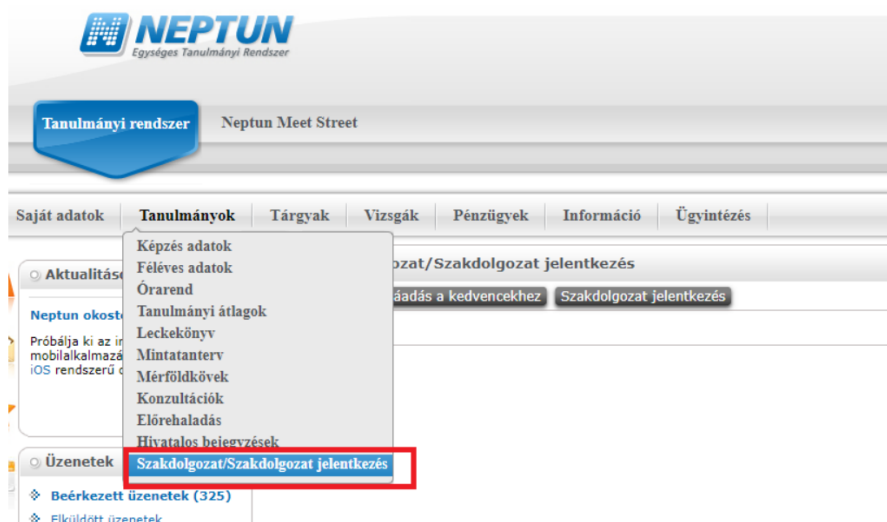 NEPTUN
Egységes Tanulmányi Rendszer
Tanulmányi rendszer
Neptun Meet Street
Saját adatok
Tanulmányok
Tárgyak
Vizsgák
Pénzügyek
Információ
Ügyintézés
Képzés adatok
Féléves adatok
Órarend
Tanulmányi átlagok
Leckekönyv
Mintatanterv
Mérföldkövek
Konzultációk
Előrehaladás
Hivatalos bejegyzések
Szakdolgozat/Szakdolgozat jelentkezés
ozat/Szakdolgozat jelentkezés
áadás a kedvencekhez
Szakdolgozat jelentkezés
Aktualitáso
Neptun okost
Próbálja ki az in
mobilalkalmazá
iOS rendszerű
Üzenetek
Beérkezett üzenetek (325)
Elküldött üzenetek